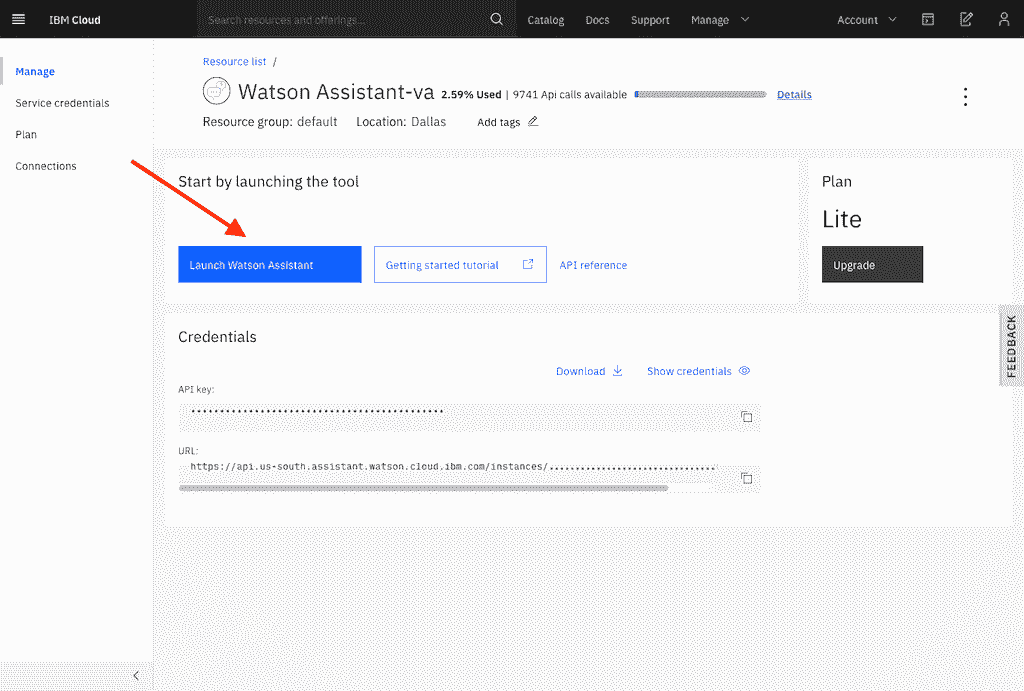 IBM Cloud
Search resources and offerings...
Catalog
Docs
Support
Manage
Account
Manage
Service credentials
Plan
Connections
Resource list /
Watson Assistant-va 2.59% Used | 9741 Api calls available Details
Resource group: default Location: Dallas Add tags
Start by launching the tool
Launch Watson Assistant
Getting started tutorial
API reference
Plan
Lite
Upgrade
FEEDBACK
Credentials
Download
Show credentials
API key:
URL:
https://api.us-south.assistant.watson.cloud.ibm.com/instances/